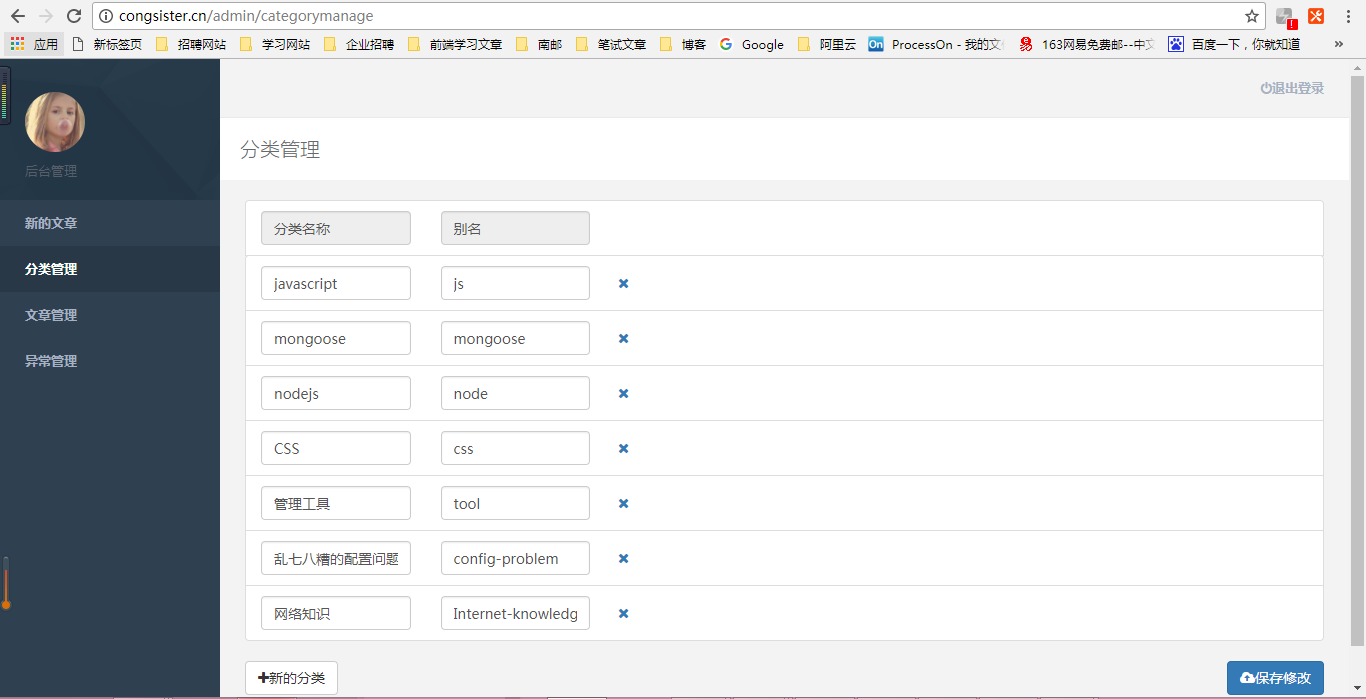 congsister.cn/admin/categorymanage
应用 新标签页 招聘网站 学习网站 企业招聘 前端学习文章 南邮 笔试文章 博客 Google 阿里云 On ProcessOn - 我的文 163网易免费邮--中文 百度一下，你就知道 »
退出登录
后台管理
新的文章
分类管理
文章管理
异常管理
分类管理
分类名称 别名
javascript js
mongoose mongoose
nodejs node
CSS css
管理工具 tool
乱七八糟的配置问题 config-problem
网络知识 Internet-knowledg
新的分类 保存修改